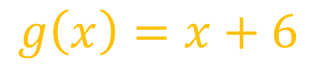 g(x) = x + 6